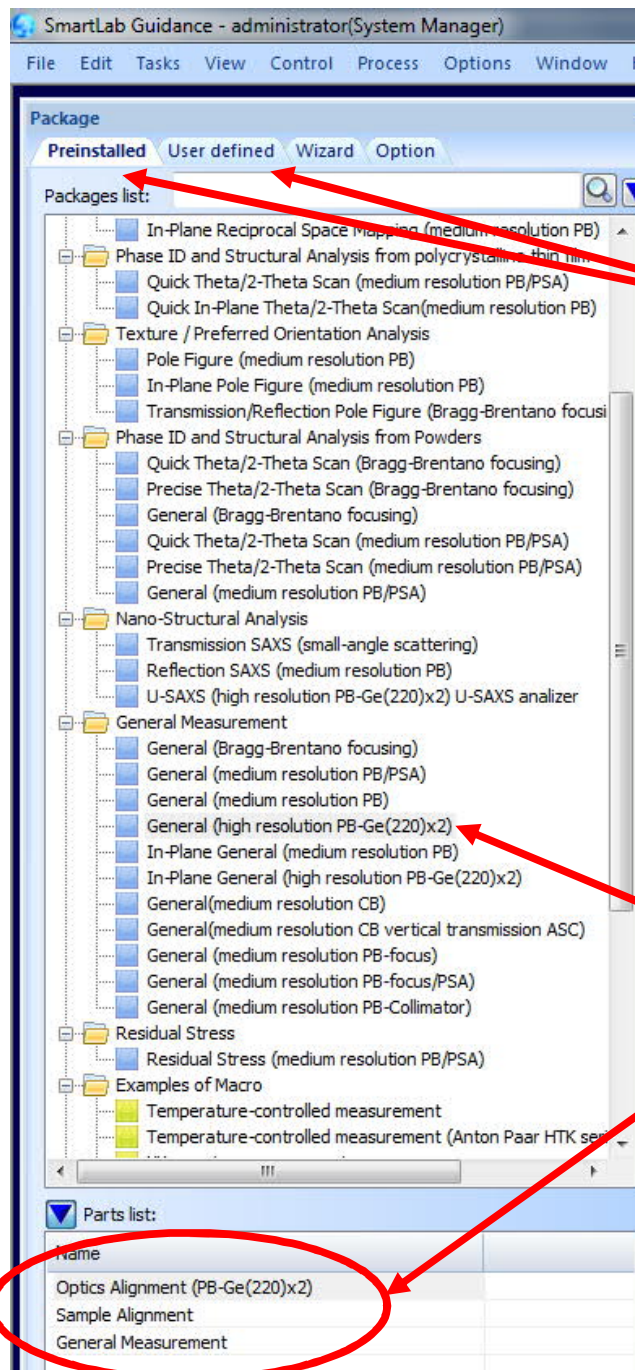 SmartLab Guidance - administrator(System Manager)
File Edit Tasks View Control Process Options Window
Package
Preinstalled User defined Wizard Option
Packages list:
In-Plane Reciprocal Space Mapping (medium resolution PB)
Phase ID and Structural Analysis from polycrystalline thin film
Quick Theta/2-Theta Scan (medium resolution PB/PSA)
Quick In-Plane Theta/2-Theta Scan(medium resolution PB)
Texture / Preferred Orientation Analysis
Pole Figure (medium resolution PB)
In-Plane Pole Figure (medium resolution PB)
Transmission/Reflection Pole Figure (Bragg-Brentano focusi
Phase ID and Structural Analysis from Powders
Quick Theta/2-Theta Scan (Bragg-Brentano focusing)
Precise Theta/2-Theta Scan (Bragg-Brentano focusing)
General (Bragg-Brentano focusing)
Quick Theta/2-Theta Scan (medium resolution PB/PSA)
Precise Theta/2-Theta Scan (medium resolution PB/PSA)
General (medium resolution PB/PSA)
Nano-Structural Analysis
Transmission SAXS (small-angle scattering)
Reflection SAXS (medium resolution PB)
U-SAXS (high resolution PB-Ge(220)x2) U-SAXS analizer
General Measurement
General (Bragg-Brentano focusing)
General (medium resolution PB/PSA)
General (medium resolution PB)
General (high resolution PB-Ge(220)x2)
In-Plane General (medium resolution PB)
In-Plane General (high resolution PB-Ge(220)x2)
General(medium resolution CB)
General(medium resolution CB vertical transmission ASC)
General (medium resolution PB-focus)
General (medium resolution PB-focus/PSA)
General (medium resolution PB-Collimator)
Residual Stress
Residual Stress (medium resolution PB/PSA)
Examples of Macro
Temperature-controlled measurement
Temperature-controlled measurement (Anton Paar HTK seri
Parts list:
Name
Optics Alignment (PB-Ge(220)x2)
Sample Alignment
General Measurement